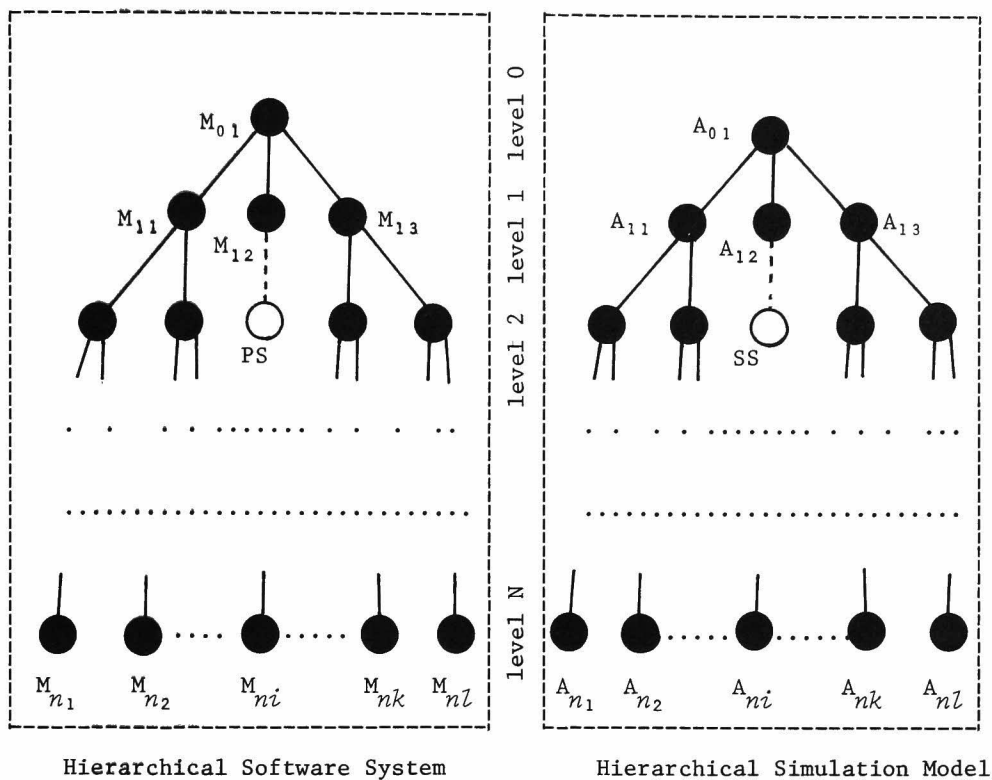 M01
M11
M12
M13
PS
Mn1
Mn2
Mni
Mnk
Mnl
Hierarchical Software System
level 0
level 1
level 2
level N
A01
A11
A12
A13
SS
An1
An2
Ani
Ank
Anl
Hierarchical Simulation Model